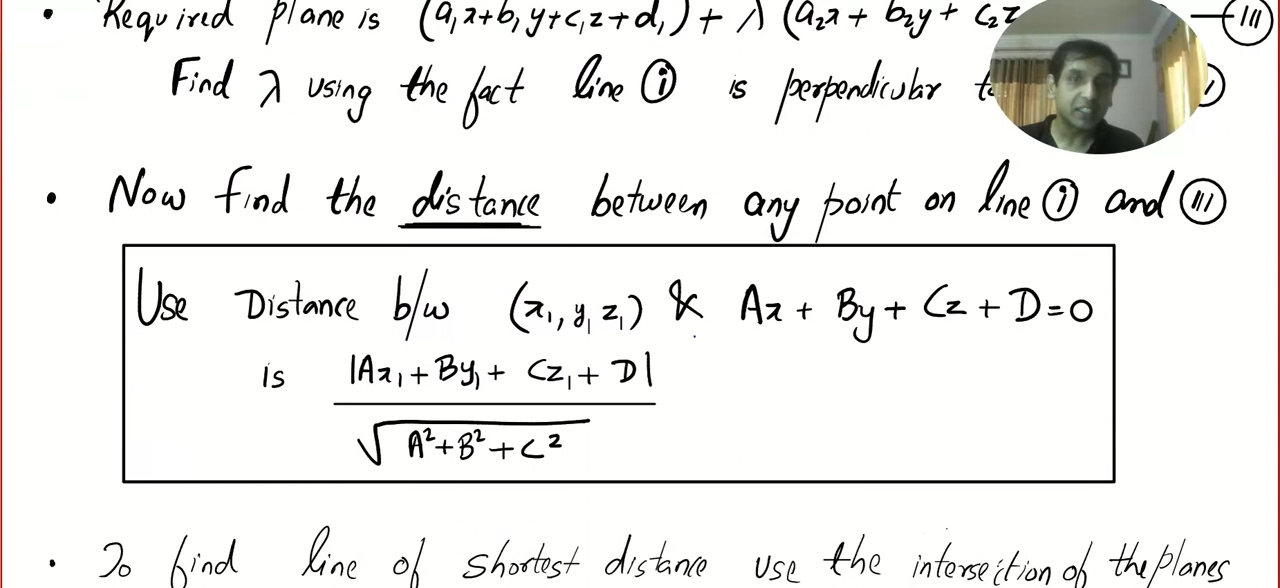 • Required plane is (a₁x+b₁y+c₁z+d₁)+ λ (a₂x+ b₂y+ c₂z —(III)
Find λ using the fact line (i) is perpendicular
• Now find the distance between any point on line (i) and (III)
Use Distance b/w (x₁, y₁ z₁) & Ax + By + Cz + D = 0
is |Ax₁ + By₁ + Cz₁ + D|
√A²+B²+C²
• To find line of shortest distance use the intersection of the planes